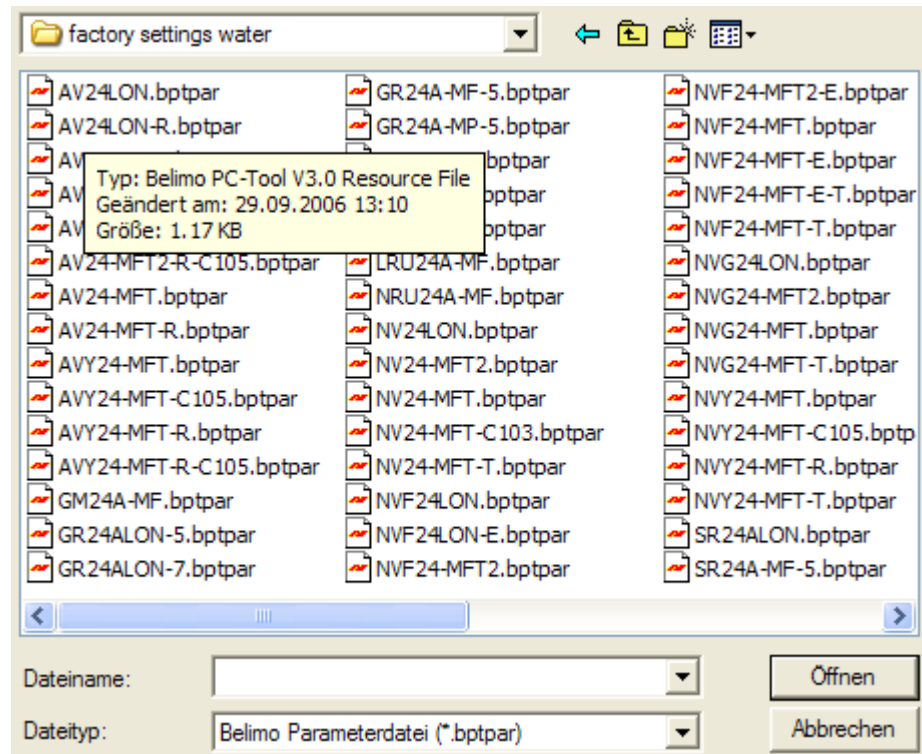 factory settings water
AV24LON.bptpar
AV24LON-R.bptpar
AV
AV
AV
AV24-MFT2-R-C105.bptpar
AV24-MFT.bptpar
AV24-MFT-R.bptpar
AVY24-MFT.bptpar
AVY24-MFT-C105.bptpar
AVY24-MFT-R.bptpar
AVY24-MFT-R-C105.bptpar
GM24A-MF.bptpar
GR24ALON-5.bptpar
GR24ALON-7.bptpar
Typ: Belimo PC-Tool V3.0 Resource File
Geändert am: 29.09.2006 13:10
Größe: 1.17 KB
GR24A-MF-5.bptpar
GR24A-MP-5.bptpar
bptpar
bptpar
bptpar
LRU24A-MF.bptpar
NRU24A-MF.bptpar
NV24LON.bptpar
NV24-MFT2.bptpar
NV24-MFT.bptpar
NV24-MFT-C103.bptpar
NV24-MFT-T.bptpar
NVF24LON.bptpar
NVF24LON-E.bptpar
NVF24-MFT2.bptpar
NVF24-MFT2-E.bptpar
NVF24-MFT.bptpar
NVF24-MFT-E.bptpar
NVF24-MFT-E-T.bptpar
NVF24-MFT-T.bptpar
NVG24LON.bptpar
NVG24-MFT2.bptpar
NVG24-MFT.bptpar
NVG24-MFT-T.bptpar
NVY24-MFT.bptpar
NVY24-MFT-C105.bptp
NVY24-MFT-R.bptpar
NVY24-MFT-T.bptpar
SR24ALON.bptpar
SR24A-MF-5.bptpar
Dateiname:
Öffnen
Dateityp:
Belimo Parameterdatei (*.bptpar)
Abbrechen